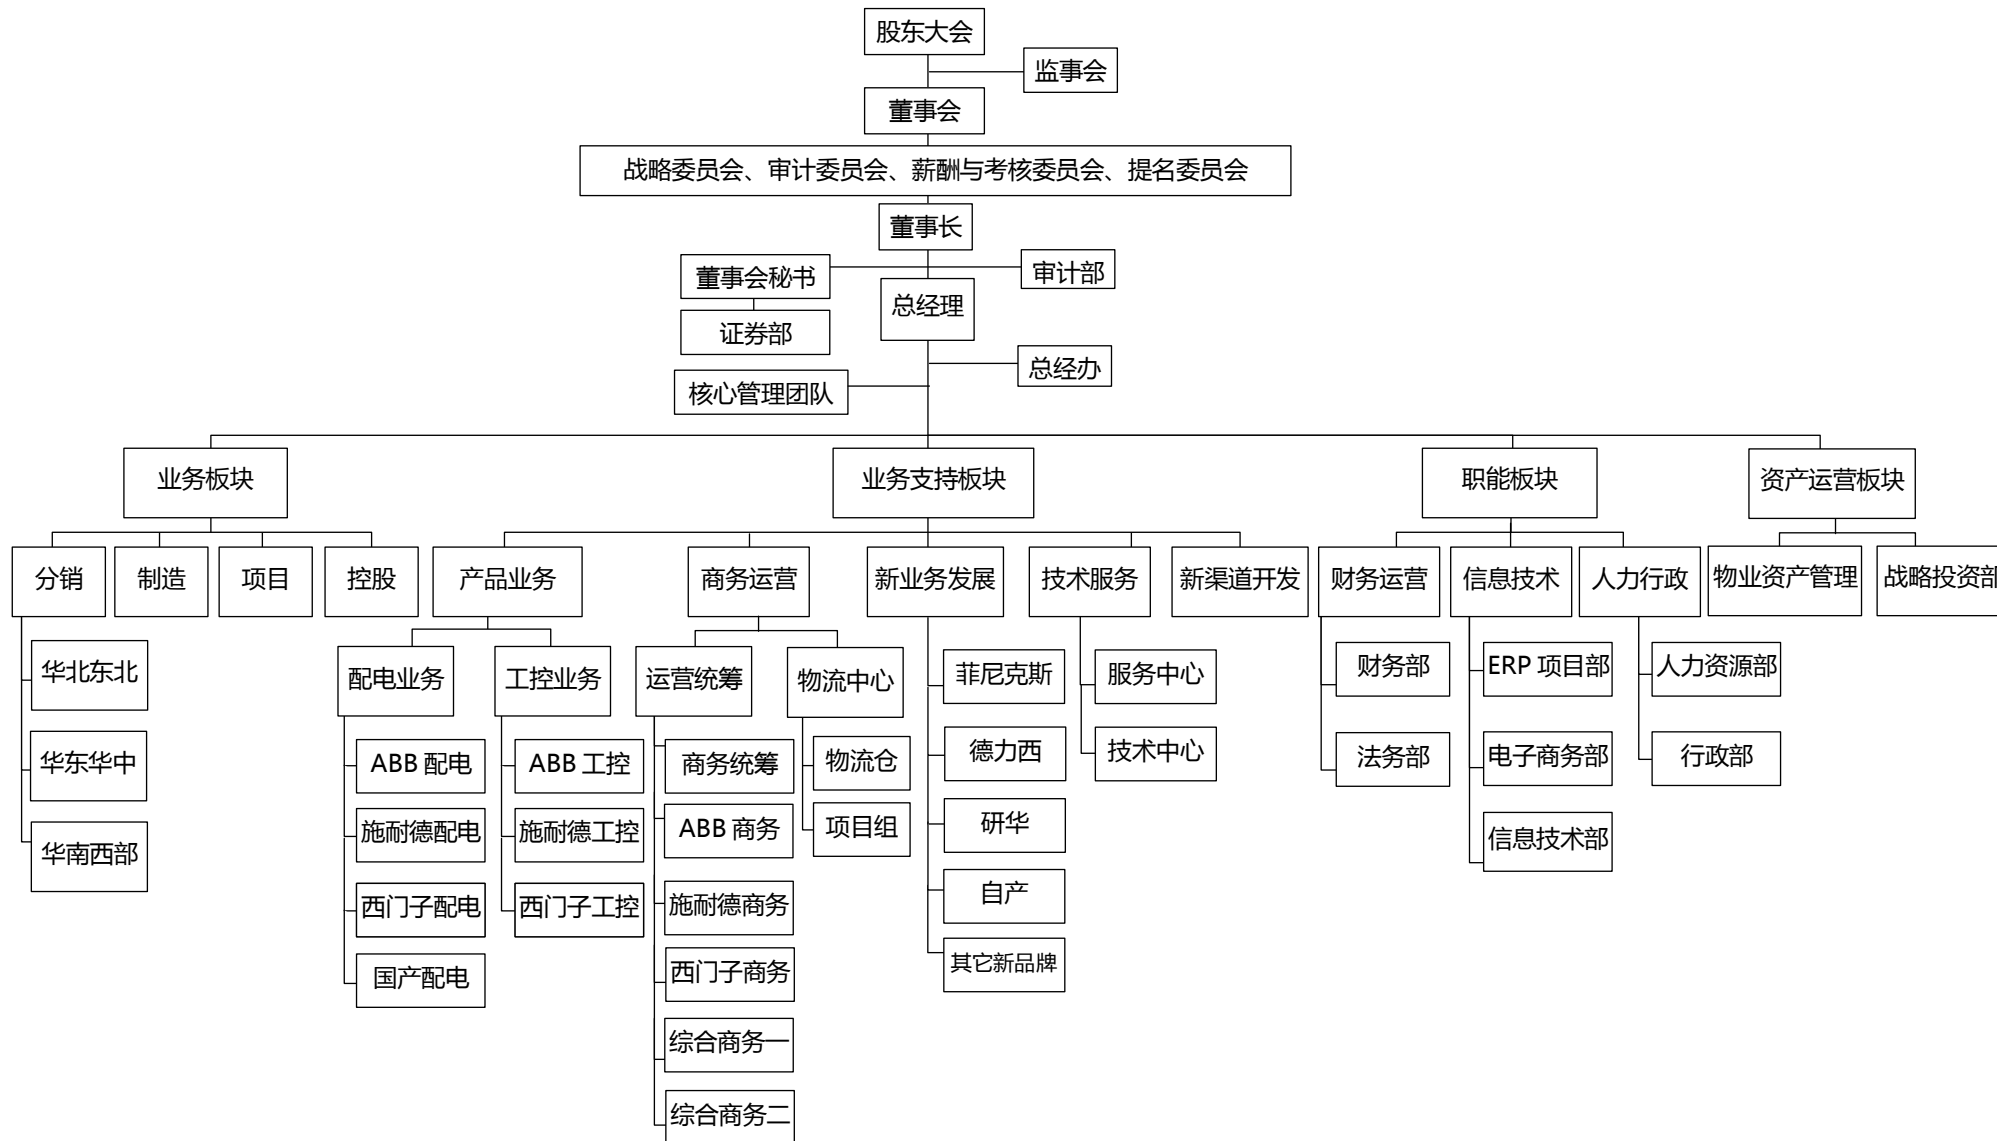 股东大会
监事会
董事会
战略委员会、审计委员会、薪酬与考核委员会、提名委员会
董事长
董事会秘书
审计部
总经理
证券部
总经办
核心管理团队
业务板块
业务支持板块
职能板块
资产运营板块
分销
制造
项目
控股
产品业务
商务运营
新业务发展
技术服务
新渠道开发
财务运营
信息技术
人力行政
物业资产管理
战略投资部
华北东北
华东华中
华南西部
配电业务
工控业务
运营统筹
物流中心
ABB 配电
施耐德配电
西门子配电
国产配电
ABB 工控
施耐德工控
西门子工控
商务统筹
ABB 商务
施耐德商务
西门子商务
综合商务一
综合商务二
物流仓
项目组
菲尼克斯
德力西
研华
自产
其它新品牌
服务中心
技术中心
财务部
法务部
ERP 项目部
电子商务部
信息技术部
人力资源部
行政部